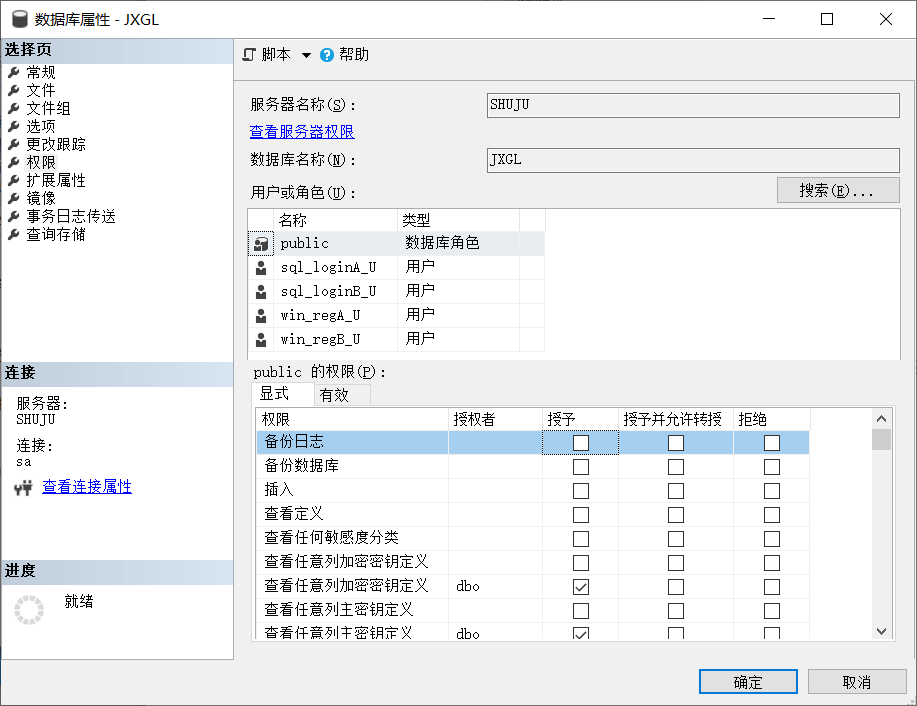 数据库属性 - JXGL
选择页
常规
文件
文件组
选项
更改跟踪
权限
扩展属性
镜像
事务日志传送
查询存储
连接
服务器:
SHUJU
连接:
sa
查看连接属性
进度
就绪
脚本 帮助
服务器名称(S): SHUJU
查看服务器权限
数据库名称(N): JXGL
用户或角色(U): 搜索(E)...
名称 类型
public 数据库角色
sql_loginA_U 用户
sql_loginB_U 用户
win_regA_U 用户
win_regB_U 用户
public 的权限(P):
显式 有效
权限 授权者 授予 授予并允许转授 拒绝
备份日志
备份数据库
插入
查看定义
查看任何敏感度分类
查看任意列加密密钥定义
查看任意列加密密钥定义 dbo
查看任意列主密钥定义
查看任意列主密钥定义 dbo
确定 取消